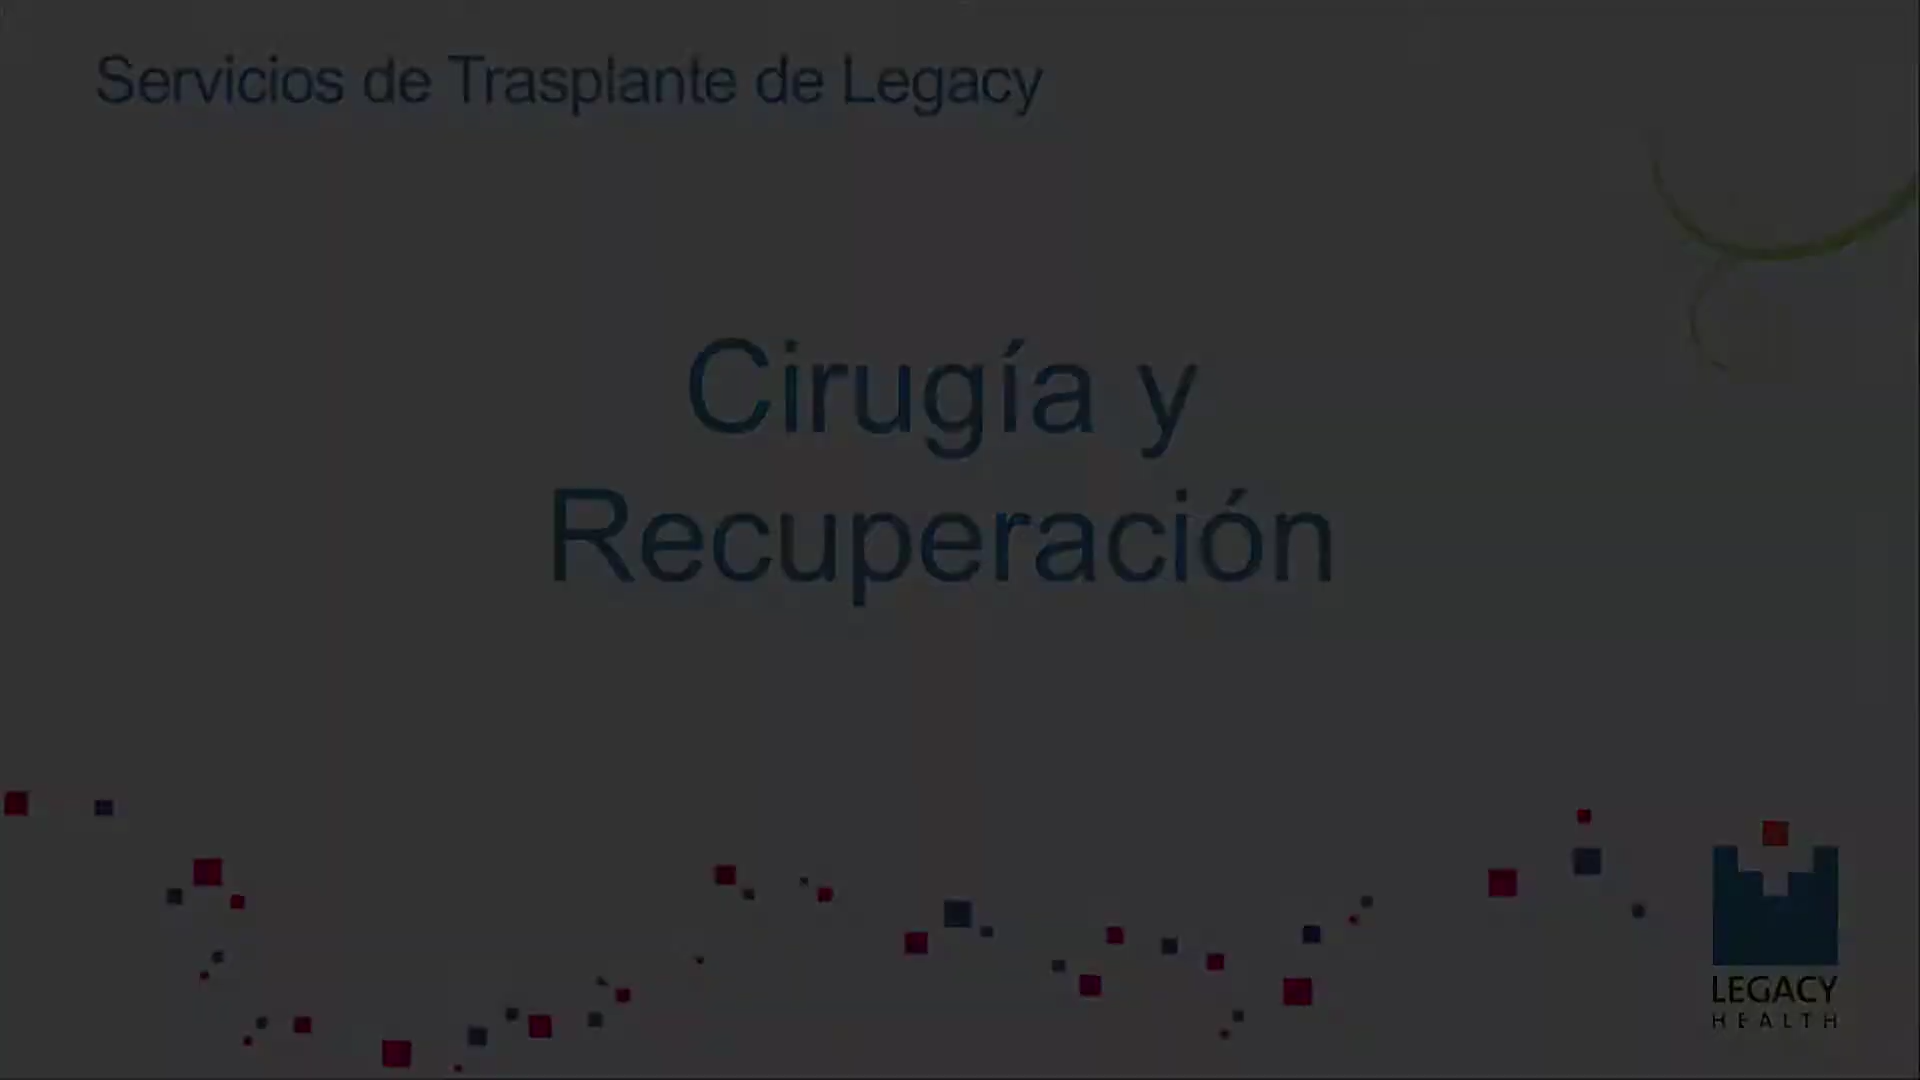 Servicios de Trasplante de Legacy
Cirugía y
Recuperación
LEGACY
HEALTH